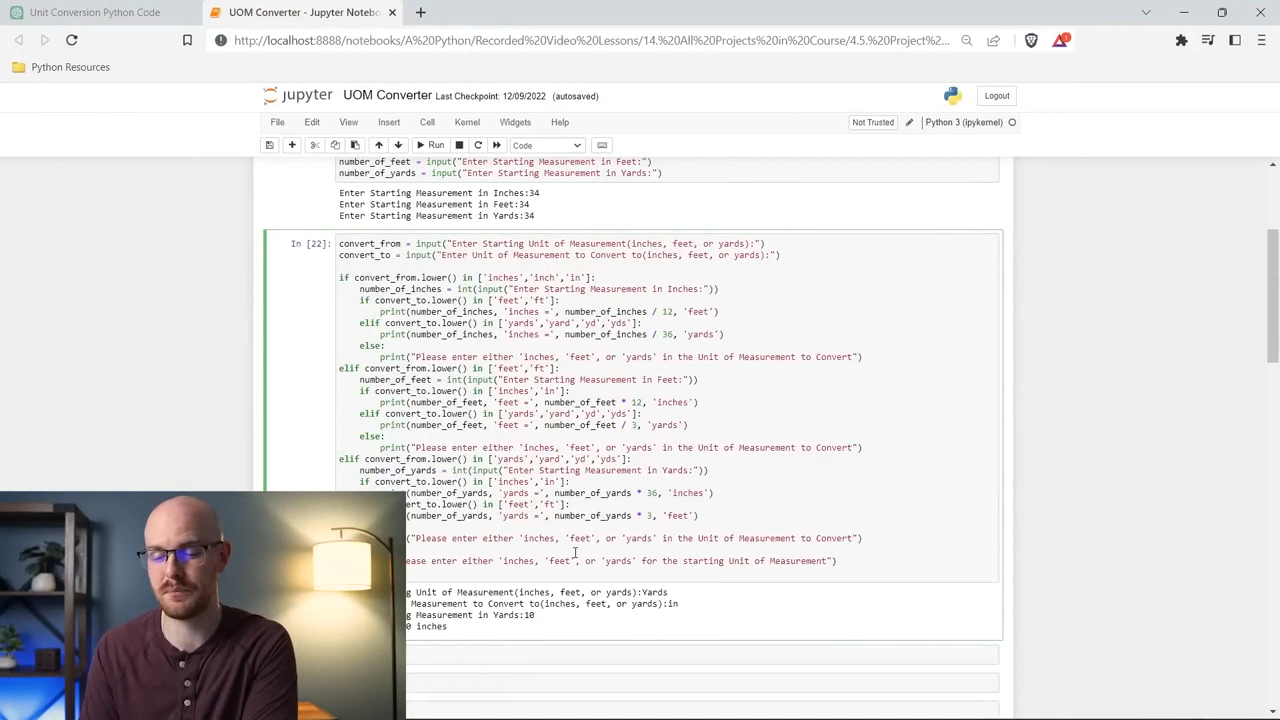 Unit Conversion Python Code
UOM Converter - Jupyter Notebo
http://localhost:8888/notebooks/A%20Python/Recorded%20Video%20Lessons/14.%20All%20Projects%20in%20Course/4.5.%20Project%20...
Python Resources
jupyter UOM Converter Last Checkpoint: 12/09/2022 (autosaved)
Logout
File Edit View Insert Cell Kernel Widgets Help
Not Trusted
Python 3 (ipykernel)
Run
Code
number_of_feet = input("Enter Starting Measurement in Feet:")
number_of_yards = input("Enter Starting Measurement in Yards:")
Enter Starting Measurement in Inches:34
Enter Starting Measurement in Feet:34
Enter Starting Measurement in Yards:34
In [22]:
convert_from = input("Enter Starting Unit of Measurement(inches, feet, or yards):")
convert_to = input("Enter Unit of Measurement to Convert to(inches, feet, or yards):")
if convert_from.lower() in ['inches','inch','in']:
number_of_inches = int(input("Enter Starting Measurement in Inches:"))
if convert_to.lower() in ['feet','ft']:
print(number_of_inches, 'inches =', number_of_inches / 12, 'feet')
elif convert_to.lower() in ['yards','yard','yd','yds']:
print(number_of_inches, 'inches =', number_of_inches / 36, 'yards')
else:
print("Please enter either 'inches, 'feet', or 'yards' in the Unit of Measurement to Convert")
elif convert_from.lower() in ['feet','ft']:
number_of_feet = int(input("Enter Starting Measurement in Feet:"))
if convert_to.lower() in ['inches','in']:
print(number_of_feet, 'feet =', number_of_feet * 12, 'inches')
elif convert_to.lower() in ['yards','yard','yd','yds']:
print(number_of_feet, 'feet =', number_of_feet / 3, 'yards')
else:
print("Please enter either 'inches, 'feet', or 'yards' in the Unit of Measurement to Convert")
elif convert_from.lower() in ['yards','yard','yd','yds']:
number_of_yards = int(input("Enter Starting Measurement in Yards:"))
if convert_to.lower() in ['inches','in']:
(number_of_yards, 'yards =', number_of_yards * 36, 'inches')
convert_to.lower() in ['feet','ft']:
(number_of_yards, 'yards =', number_of_yards * 3, 'feet')
("Please enter either 'inches, 'feet', or 'yards' in the Unit of Measurement to Convert")
ease enter either 'inches, 'feet', or 'yards' for the starting Unit of Measurement")
g Unit of Measurement(inches, feet, or yards):Yards
Measurement to Convert to(inches, feet, or yards):in
g Measurement in Yards:10
0 inches